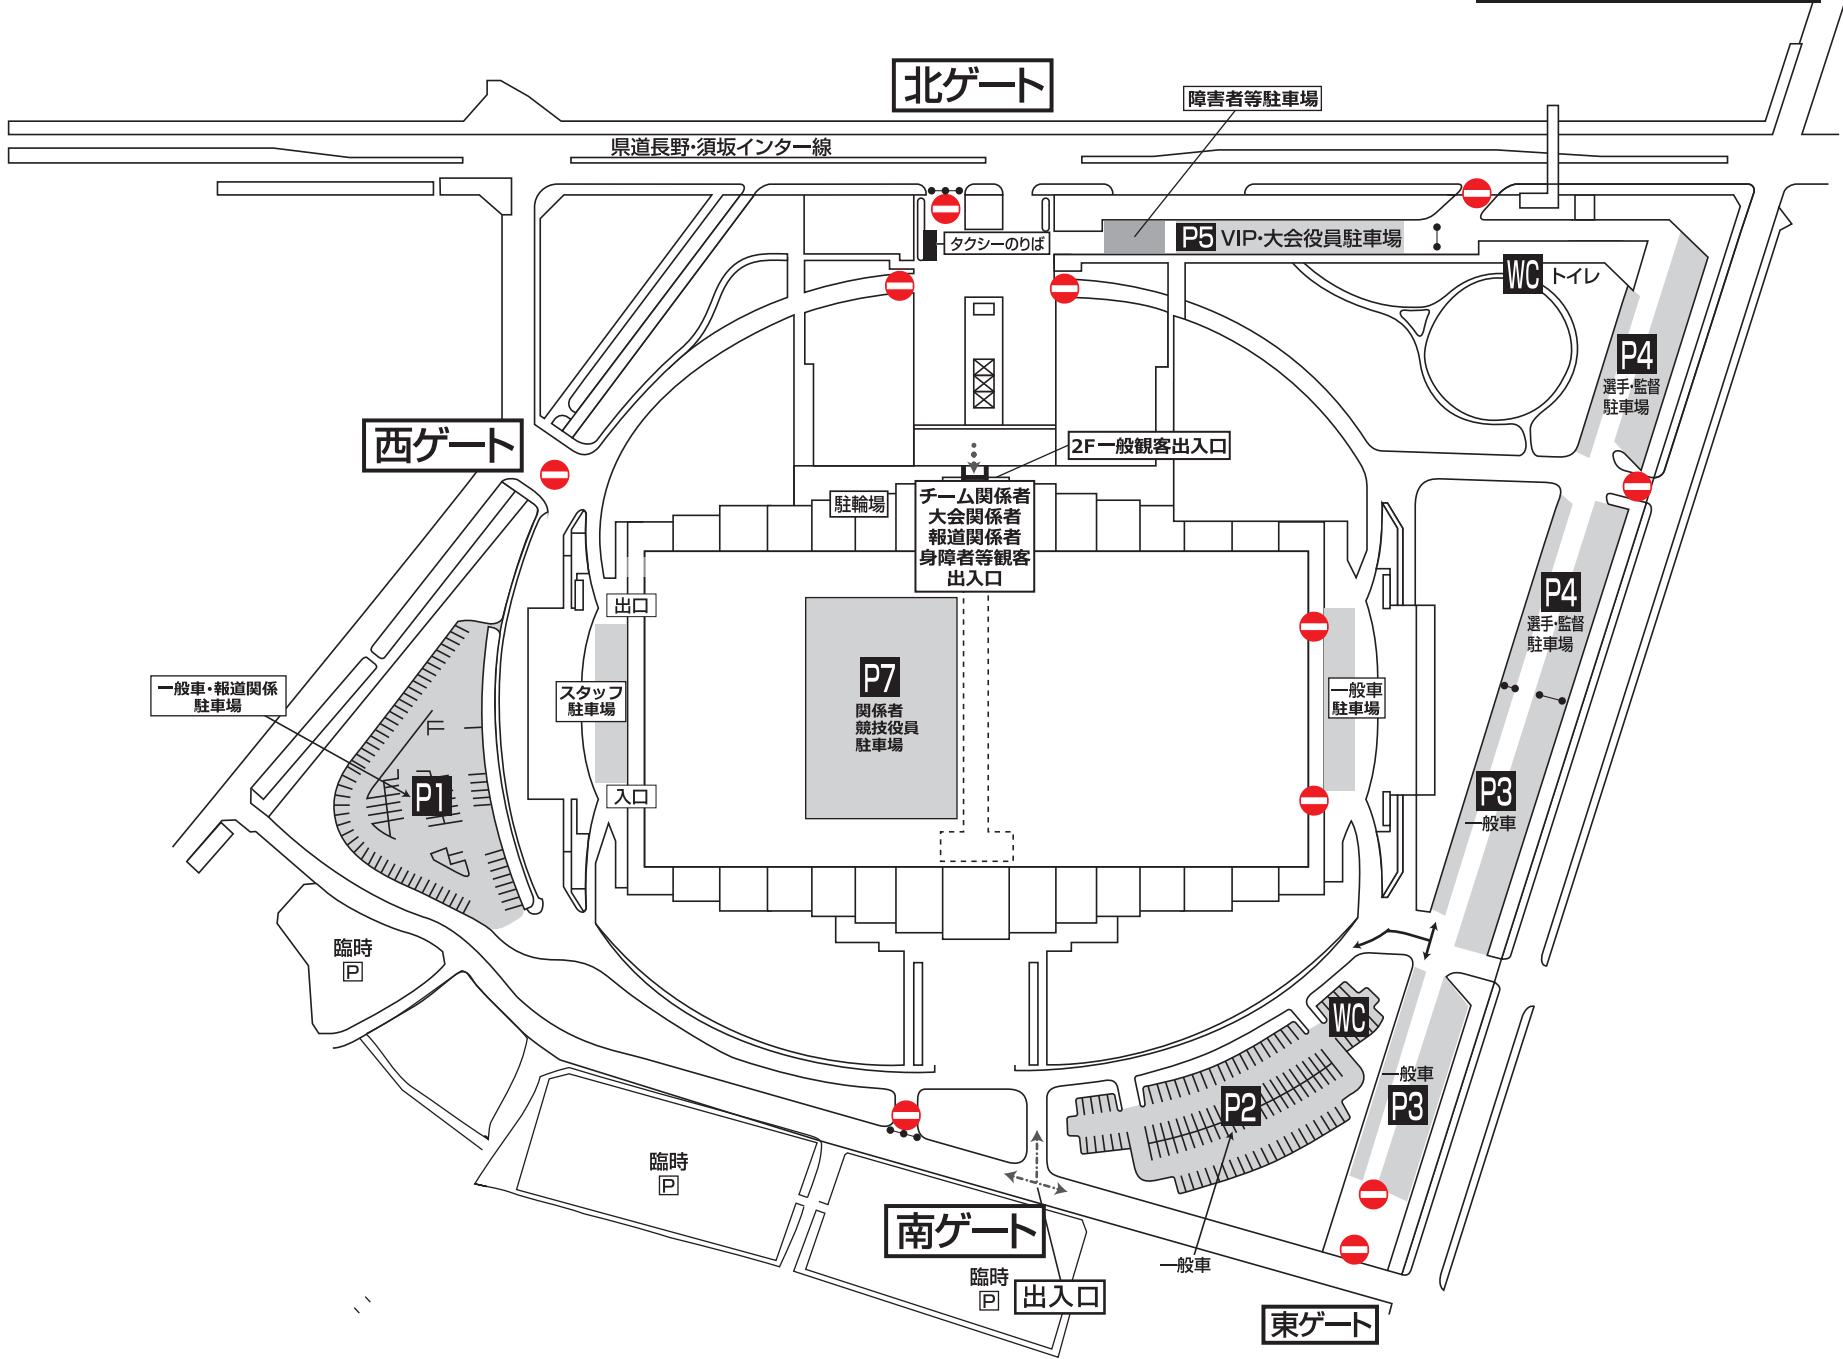 北ゲート
障害者等駐車場
県道長野・須坂インター線
タクシーのりば
P5 VIP・大会役員駐車場
WC トイレ
P4
選手・監督
駐車場
西ゲート
2F一般観客出入口
駐輪場
チーム関係者
大会関係者
報道関係者
身障者等観客
出入口
出口
P4
選手・監督
駐車場
一般車・報道関係
駐車場
スタッフ
駐車場
P7
関係者
競技役員
駐車場
一般車
駐車場
P1
入口
P3
一般車
臨時
P
WC
一般車
P3
P2
臨時
P
南ゲート
一般車
臨時
P
出入口
東ゲート